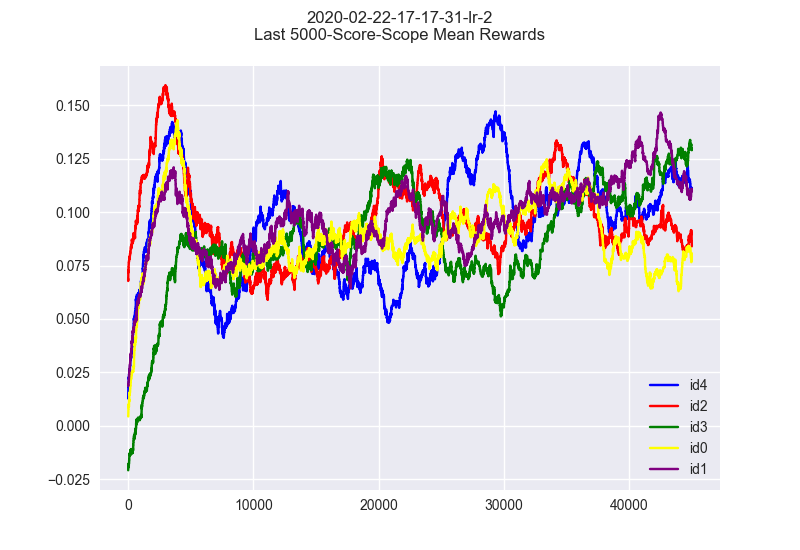 2020-02-22-17-17-31-lr-2
Last 5000-Score-Scope Mean Rewards
0.150
0.125
0.100
0.075
0.050
0.025
0.000
−0.025
0
10000
20000
30000
40000
id4
id2
id3
id0
id1